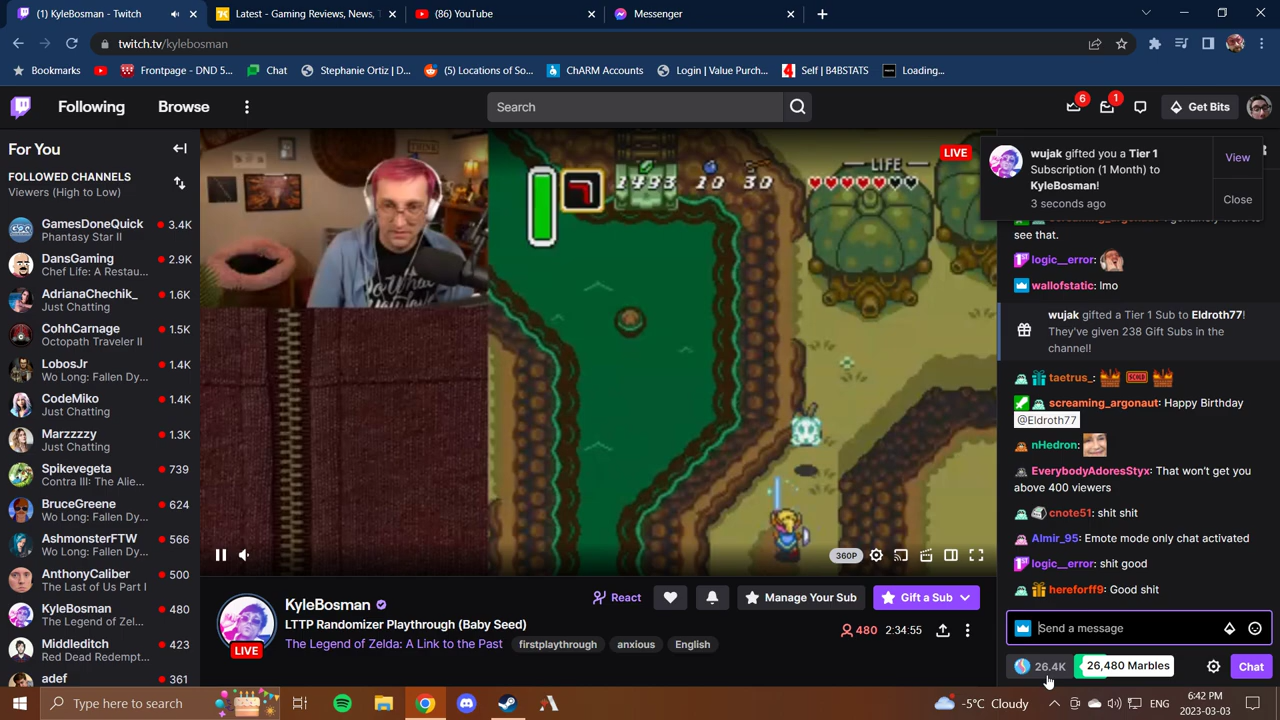 (1) KyleBosman - Twitch
Latest - Gaming Reviews, News, T
(86) YouTube
Messenger
twitch.tv/kylebosman
Bookmarks
Frontpage. DND 5...
Chat
Stephanie Ortiz | D...
(5) Locations of So...
ChARM Accounts
Login | Value Purch...
Self | B4BSTATS
Loading...
Following
Browse
Search
6
1
Get Bits
For You
FOLLOWED CHANNELS
Viewers (High to Low)
GamesDoneQuick
3.4K
Phantasy Star II
DansGaming
2.9K
Chef Life: A Restau...
AdrianaChechik_
1.6K
Just Chatting
CohhCarnage
1.5K
Octopath Traveler II
LobosJr
1.4K
Wo Long: Fallen Dy...
CodeMiko
1.4K
Just Chatting
Marzzzzy
1.3K
Just Chatting
Spikevegeta
739
Contra III: The Alie...
BruceGreene
624
Wo Long: Fallen Dy...
AshmonsterFTW
566
Wo Long: Fallen Dy...
AnthonyCaliber
500
The Last of Us Part I
KyleBosman
480
The Legend of Zeld...
Middleditch
415
Red Dead Redempt...
adef
361
THINK
2493 10 30
LIFE
LIVE
360P
LIVE
KyleBosman
LTTP Randomizer Playthrough (Baby Seed)
The Legend of Zelda: A Link to the Past
firstplaythrough
anxious
English
React
Manage Your Sub
Gift a Sub
480
2:34:55
wujak gifted you a Tier 1
Subscription (1 Month) to
KyleBosman!
3 seconds ago
View
Close
see that.
logic__error:
wallofstatic: lmo
wujak gifted a Tier 1 Sub to Eldroth77!
They've given 238 Gift Subs in the
channel!
taetrus_:
screaming_argonaut: Happy Birthday
@Eldroth77
nHedron:
EverybodyAdoresStyx: That won't get you
above 400 viewers
cnote51: shit shit
Almir_95: Emote mode only chat activated
logic__error: shit good
hereforff9: Good shit
Send a message
26.4K
26,480 Marbles
Chat
Type here to search
-5°C Cloudy
ENG
6:42 PM
2023-03-03